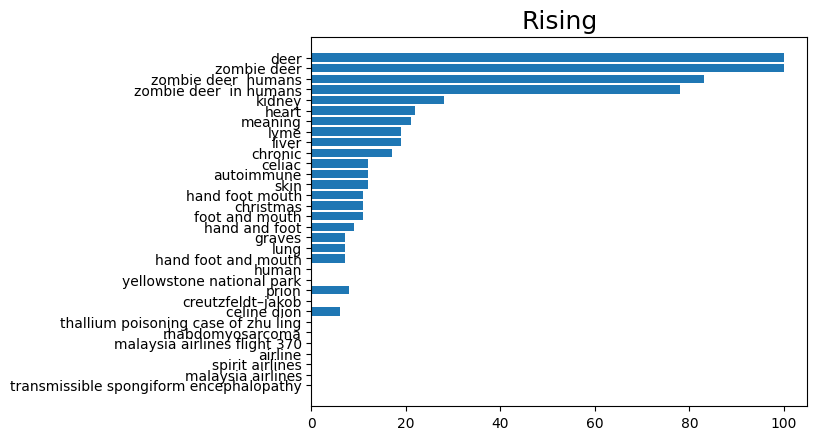 Rising
deer
zombie deer
zombie deer  humans
zombie deer  in humans
kidney
heart
meaning
lyme
liver
chronic
celiac
autoimmune
skin
hand foot mouth
christmas
foot and mouth
hand and foot
graves
lung
hand foot and mouth
human
yellowstone national park
prion
creutzfeldt–jakob
celine dion
thallium poisoning case of zhu ling
rhabdomyosarcoma
malaysia airlines flight 370
airline
spirit airlines
malaysia airlines
transmissible spongiform encephalopathy
0 20 40 60 80 100